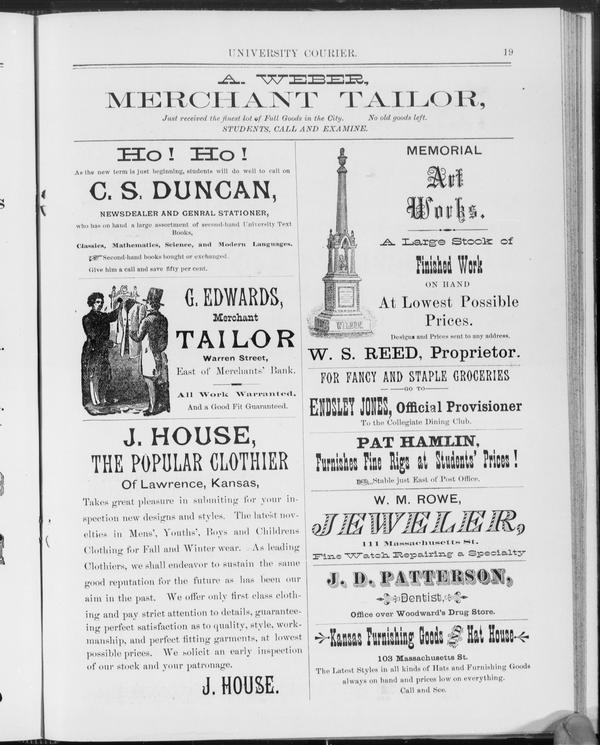 UNIVERSITY COURIER. 19
A. WEBER,
MERCHANT TAILOR,
Just received the finest lot of Fall Goods in the City. No old goods left.
STUDENTS, CALL AND EXAMINE.
Ho! Ho!
As the new term is just beginning, students will do well to call on
C. S. DUNCAN,
NEWSDEALER AND GENRAL STATIONER,
who has on hand a large assortment of second-hand University Text
Books,
Classics, Mathematics, Science, and Modern Languages.
Second-hand books bought or exchanged.
Give him a call and save fifty per cent.
G. EDWARDS,
Merchant
TAILOR
Warren Street,
East of Merchants' Bank.
All Work Warranted,
And a Good Fit Guaranteed.
J. HOUSE,
THE POPULAR CLOTHIER
Of Lawrence, Kansas,
Takes great pleasure in submiting for your in-
spection new designs and styles. The latest nov-
elties in Mens', Youths', Boys and Childrens
Clothing for Fall and Winter wear. As leading
Clothiers, we shall endeavor to sustain the same
good reputation for the future as has been our
aim in the past. We offer only first class cloth-
ing and pay strict attention to details, guarantee-
ing perfect satisfaction as to quality, style, work-
manship, and perfect fitting garments, at lowest
possible prices. We solicit an early inspection
of our stock and your patronage.
J. HOUSE.
MEMORIAL
Art
Works.
A Large Stock of
Finished Work
ON HAND
At Lowest Possible
Prices.
Designs and Prices sent to any address.
WILDER
W. S. REED, Proprietor.
FOR FANCY AND STAPLE GROCERIES
GO TO
ENDSLEY JONES, Official Provisioner
To the Collegiate Dining Club.
PAT HAMLIN,
Furnishes Fine Rigs at Students' Prices!
Stable just East of Post Office.
W. M. ROWE,
JEWELER,
111 Massachusetts St.
Fine Watch Repairing a Specialty
J. D. PATTERSON,
Dentist,
Office over Woodward's Drug Store.
Kansas Furnishing Goods and Hat House
103 Massachusetts St.
The Latest Styles in all kinds of Hats and Furnishing Goods
always on hand and prices low on everything.
Call and See.